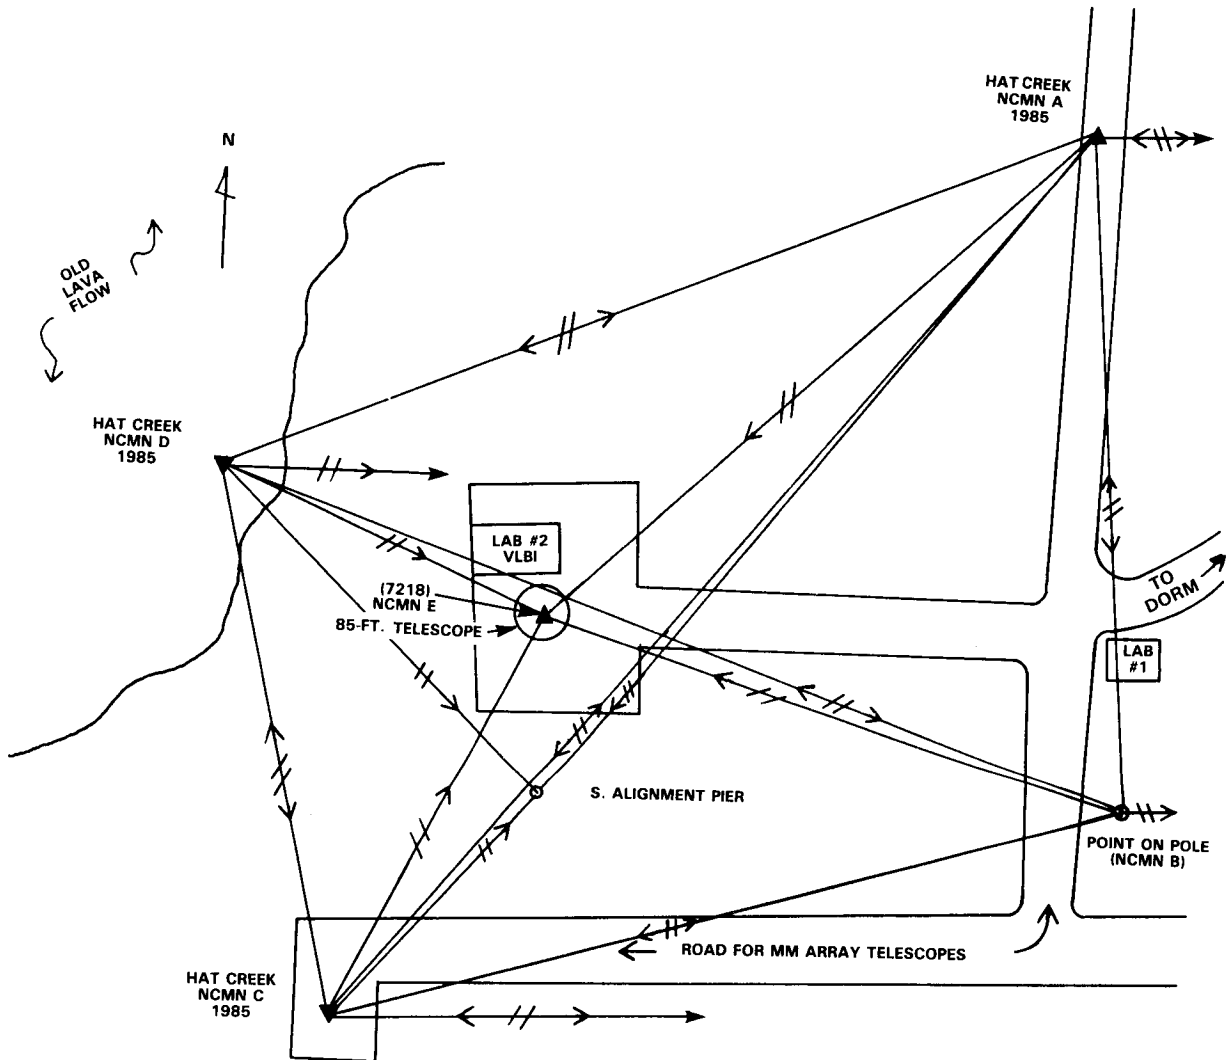 HAT CREEK
NCMN A
1985
N
OLD
LAVA
FLOW
HAT CREEK
NCMN D
1985
LAB #2
VLBI
(7218)
NCMN E
85-FT. TELESCOPE
TO
DORM
LAB
#1
S. ALIGNMENT PIER
POINT ON POLE
(NCMN B)
ROAD FOR MM ARRAY TELESCOPES
HAT CREEK
NCMN C
1985